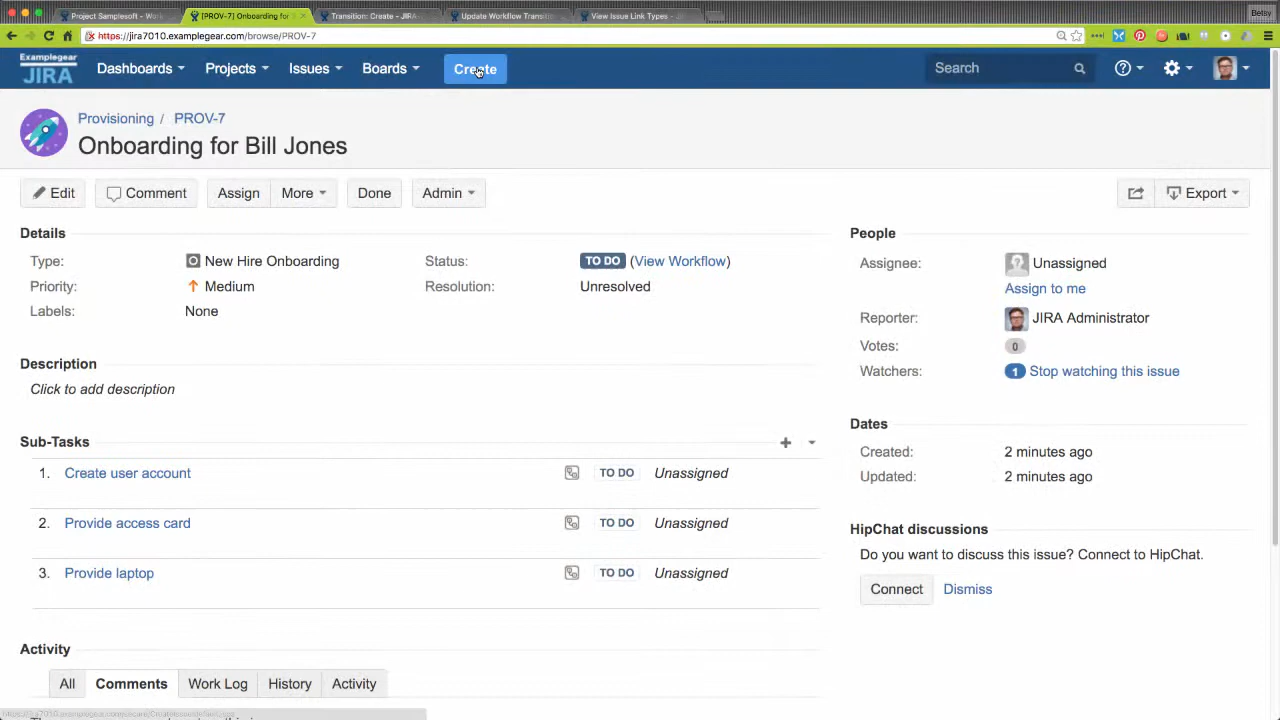 Project Samplesoft - Wor
[PROV-7] Onboarding for B
Transition: Create - JIRA
Update Workflow Transit
View Issue Link Types -
Betsy
https://jira7010.examplegear.com/browse/PROV-7
Examplegear
JIRA
Dashboards
Projects
Issues
Boards
Create
Search
Provisioning / PROV-7
Onboarding for Bill Jones
Edit
Comment
Assign
More
Done
Admin
Export
Details
Type: New Hire Onboarding
Status: TO DO (View Workflow)
Priority: Medium
Resolution: Unresolved
Labels: None
Description
Click to add description
Sub-Tasks
1. Create user account TO DO Unassigned
2. Provide access card TO DO Unassigned
3. Provide laptop TO DO Unassigned
Activity
All
Comments
Work Log
History
Activity
People
Assignee: Unassigned
Assign to me
Reporter: JIRA Administrator
Votes: 0
Watchers: 1 Stop watching this issue
Dates
Created: 2 minutes ago
Updated: 2 minutes ago
HipChat discussions
Do you want to discuss this issue? Connect to HipChat.
Connect
Dismiss